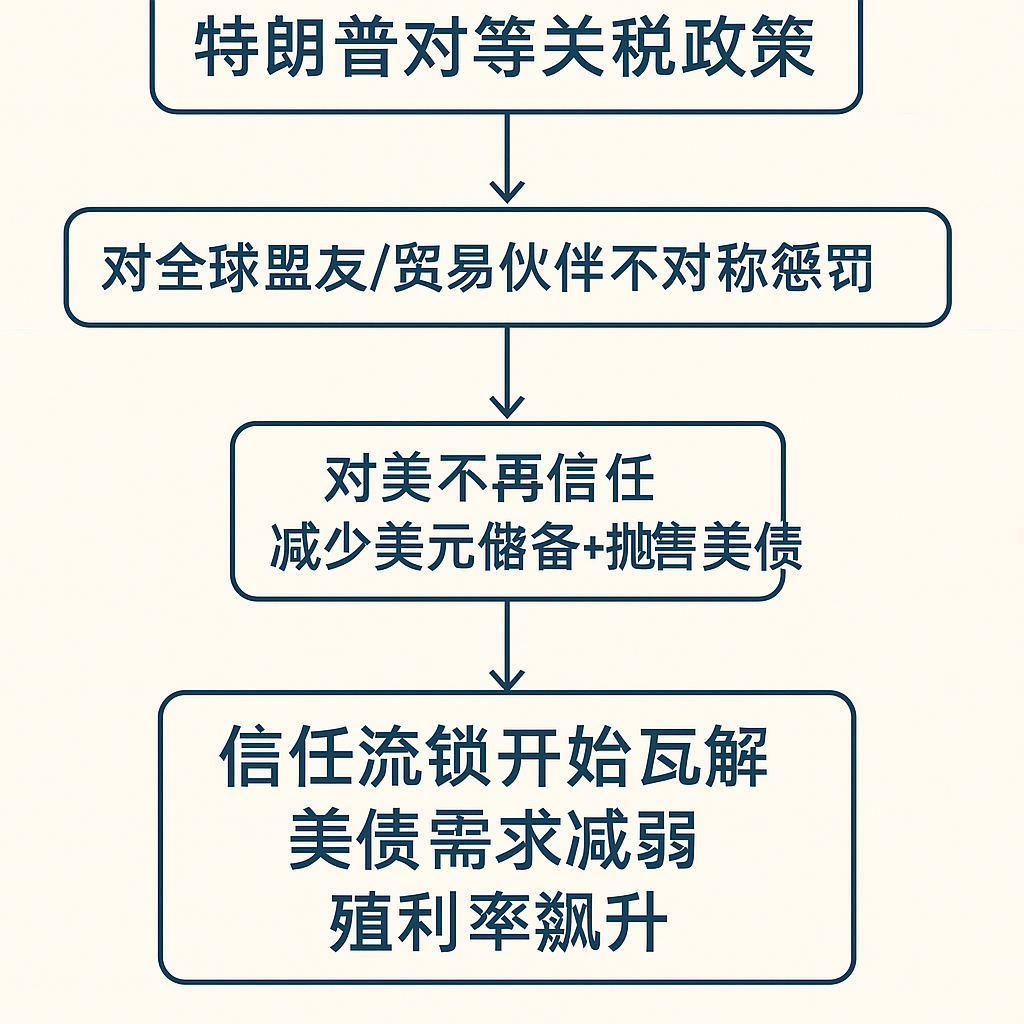 特朗普对等关税政策
对全球盟友/贸易伙伴不对称惩罚
对美不再信任
减少美元储备+抛售美债
信任流锁开始瓦解
美债需求减弱
殖利率飙升